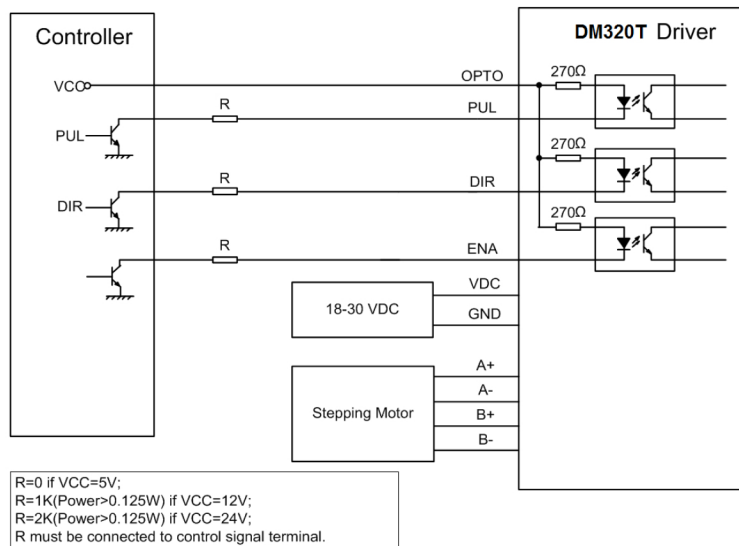 Controller
DM320T Driver
VCC
OPTO
270Ω
R
PUL
PUL
270Ω
R
DIR
DIR
270Ω
R
ENA
VDC
18-30 VDC
GND
A+
A-
Stepping Motor
B+
B-
R=0 if VCC=5V;
R=1K(Power>0.125W) if VCC=12V;
R=2K(Power>0.125W) if VCC=24V;
R must be connected to control signal terminal.